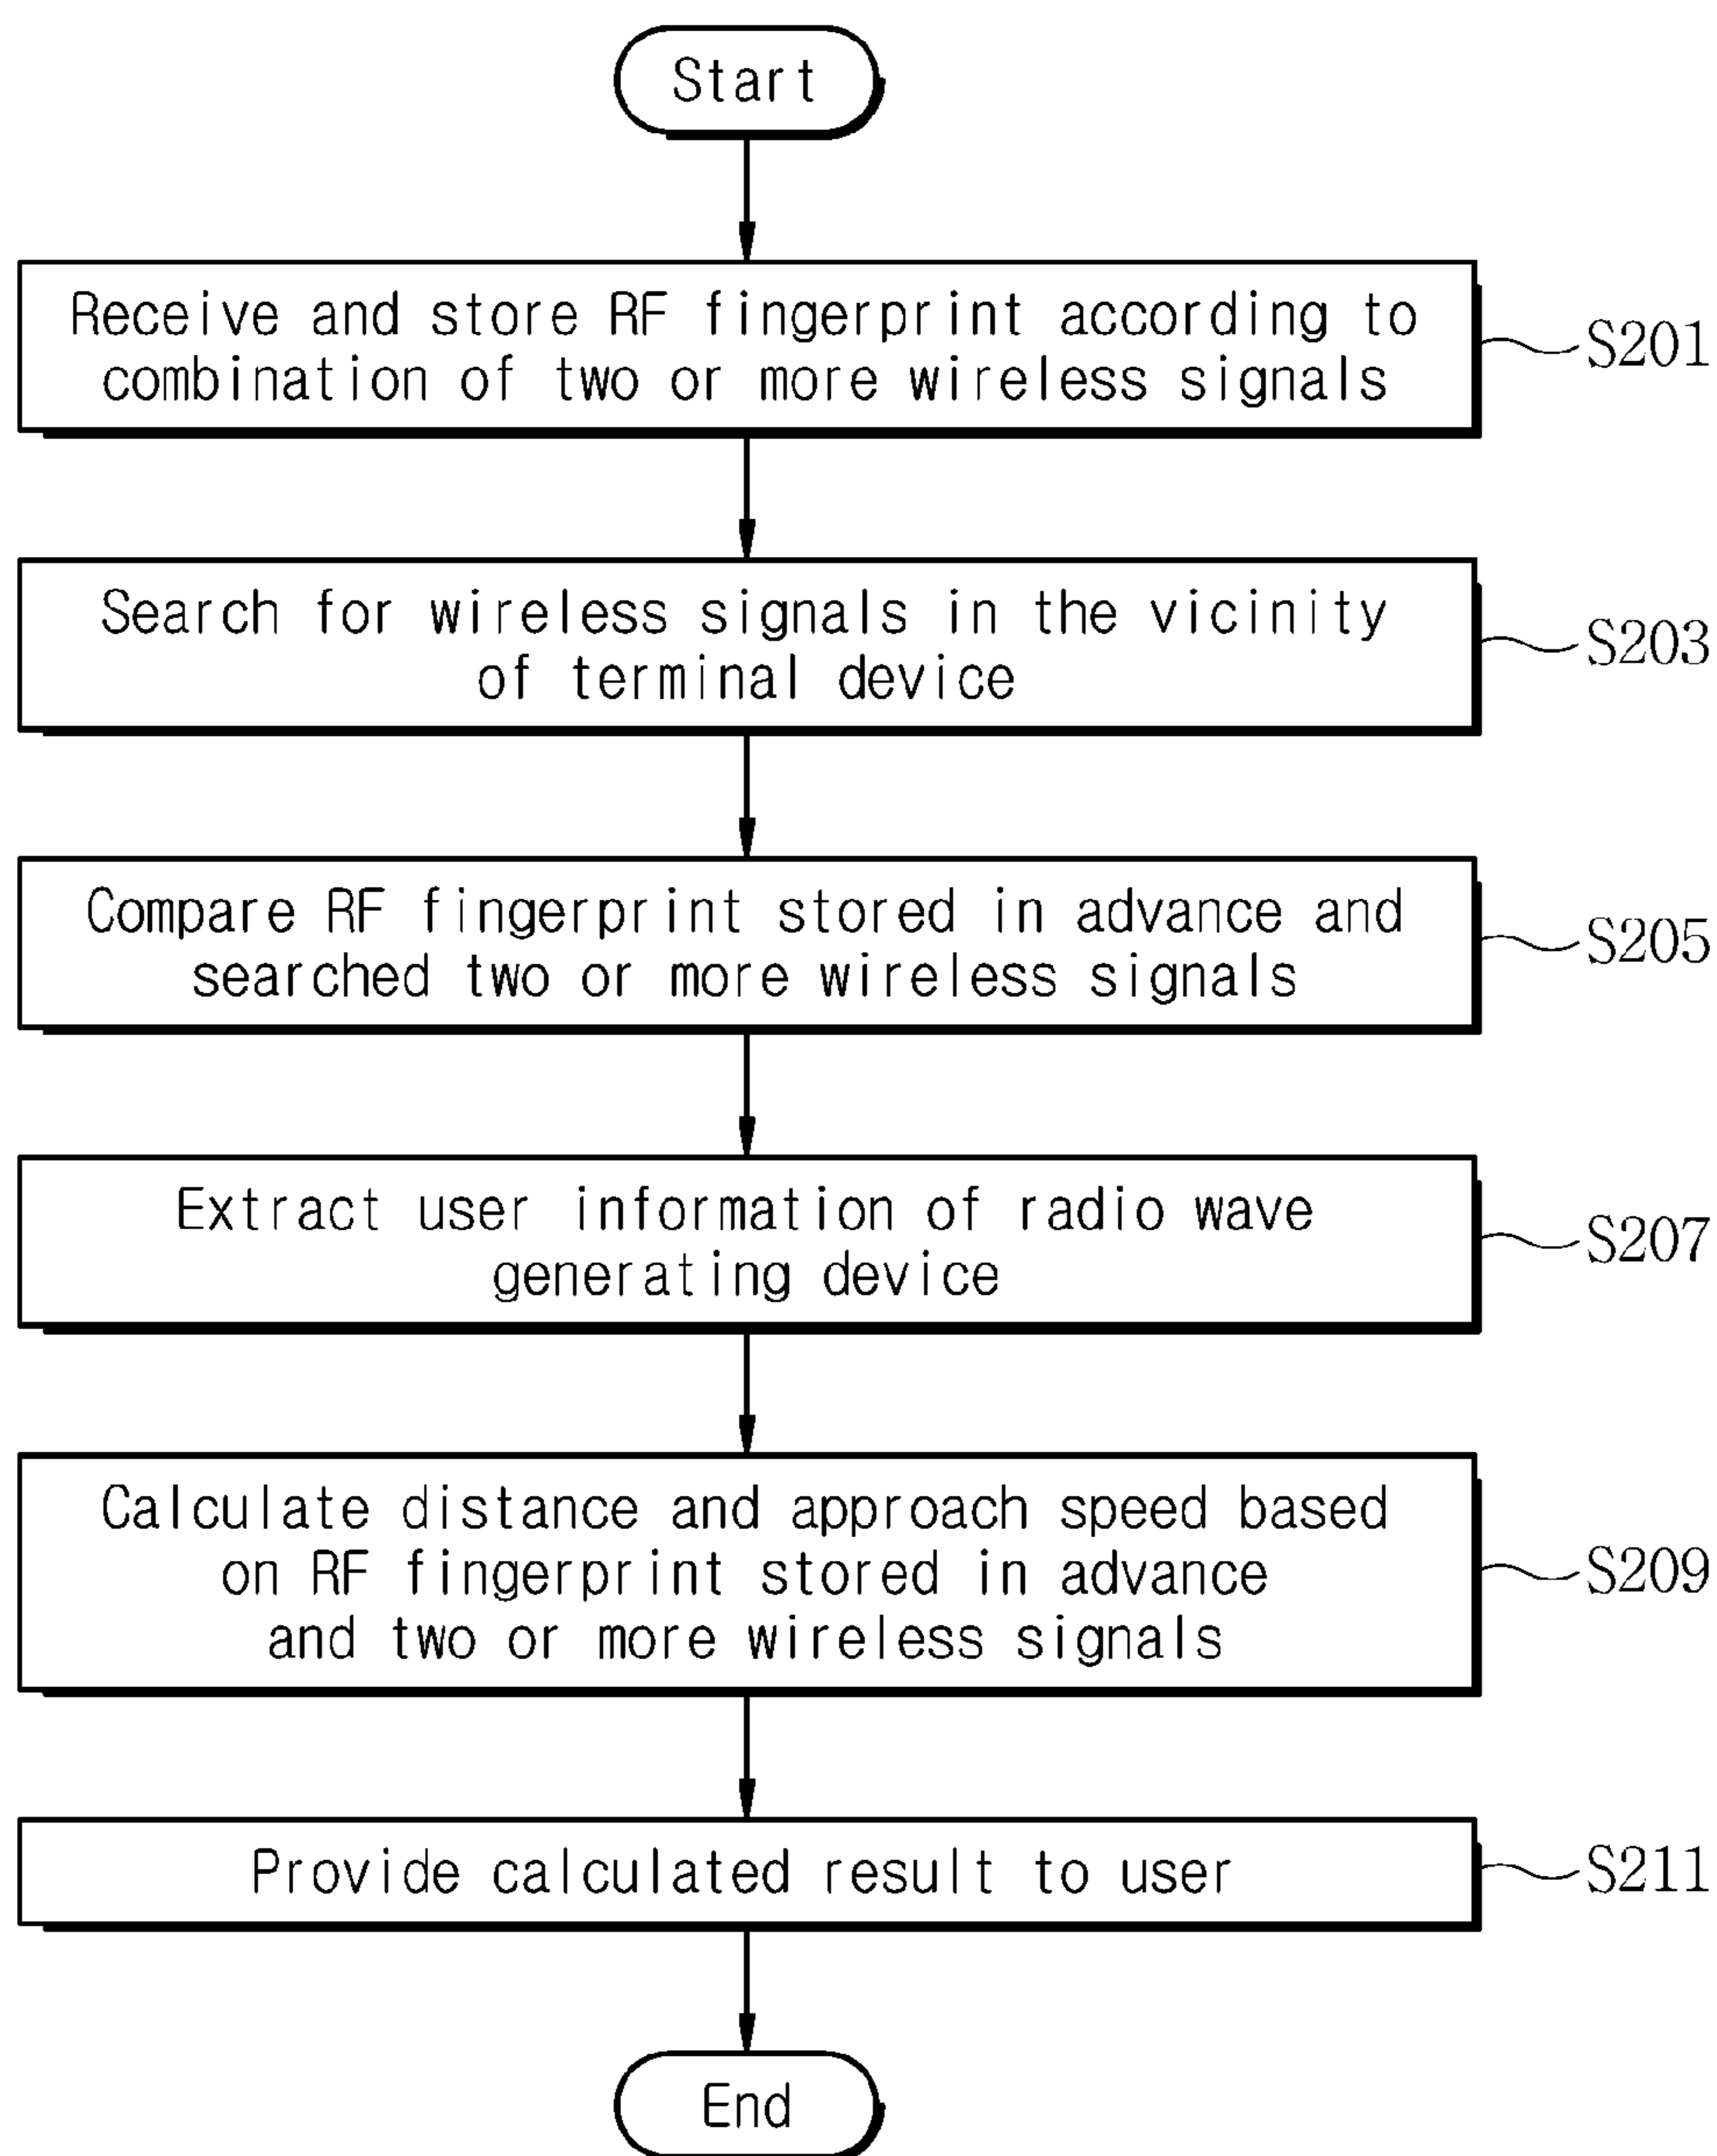 Start
Receive and store RF fingerprint according to
combination of two or more wireless signals
S201
Search for wireless signals in the vicinity
of terminal device
S203
Compare RF fingerprint stored in advance and
searched two or more wireless signals
S205
Extract user information of radio wave
generating device
S207
Calculate distance and approach speed based
on RF fingerprint stored in advance
and two or more wireless signals
S209
Provide calculated result to user
S211
End